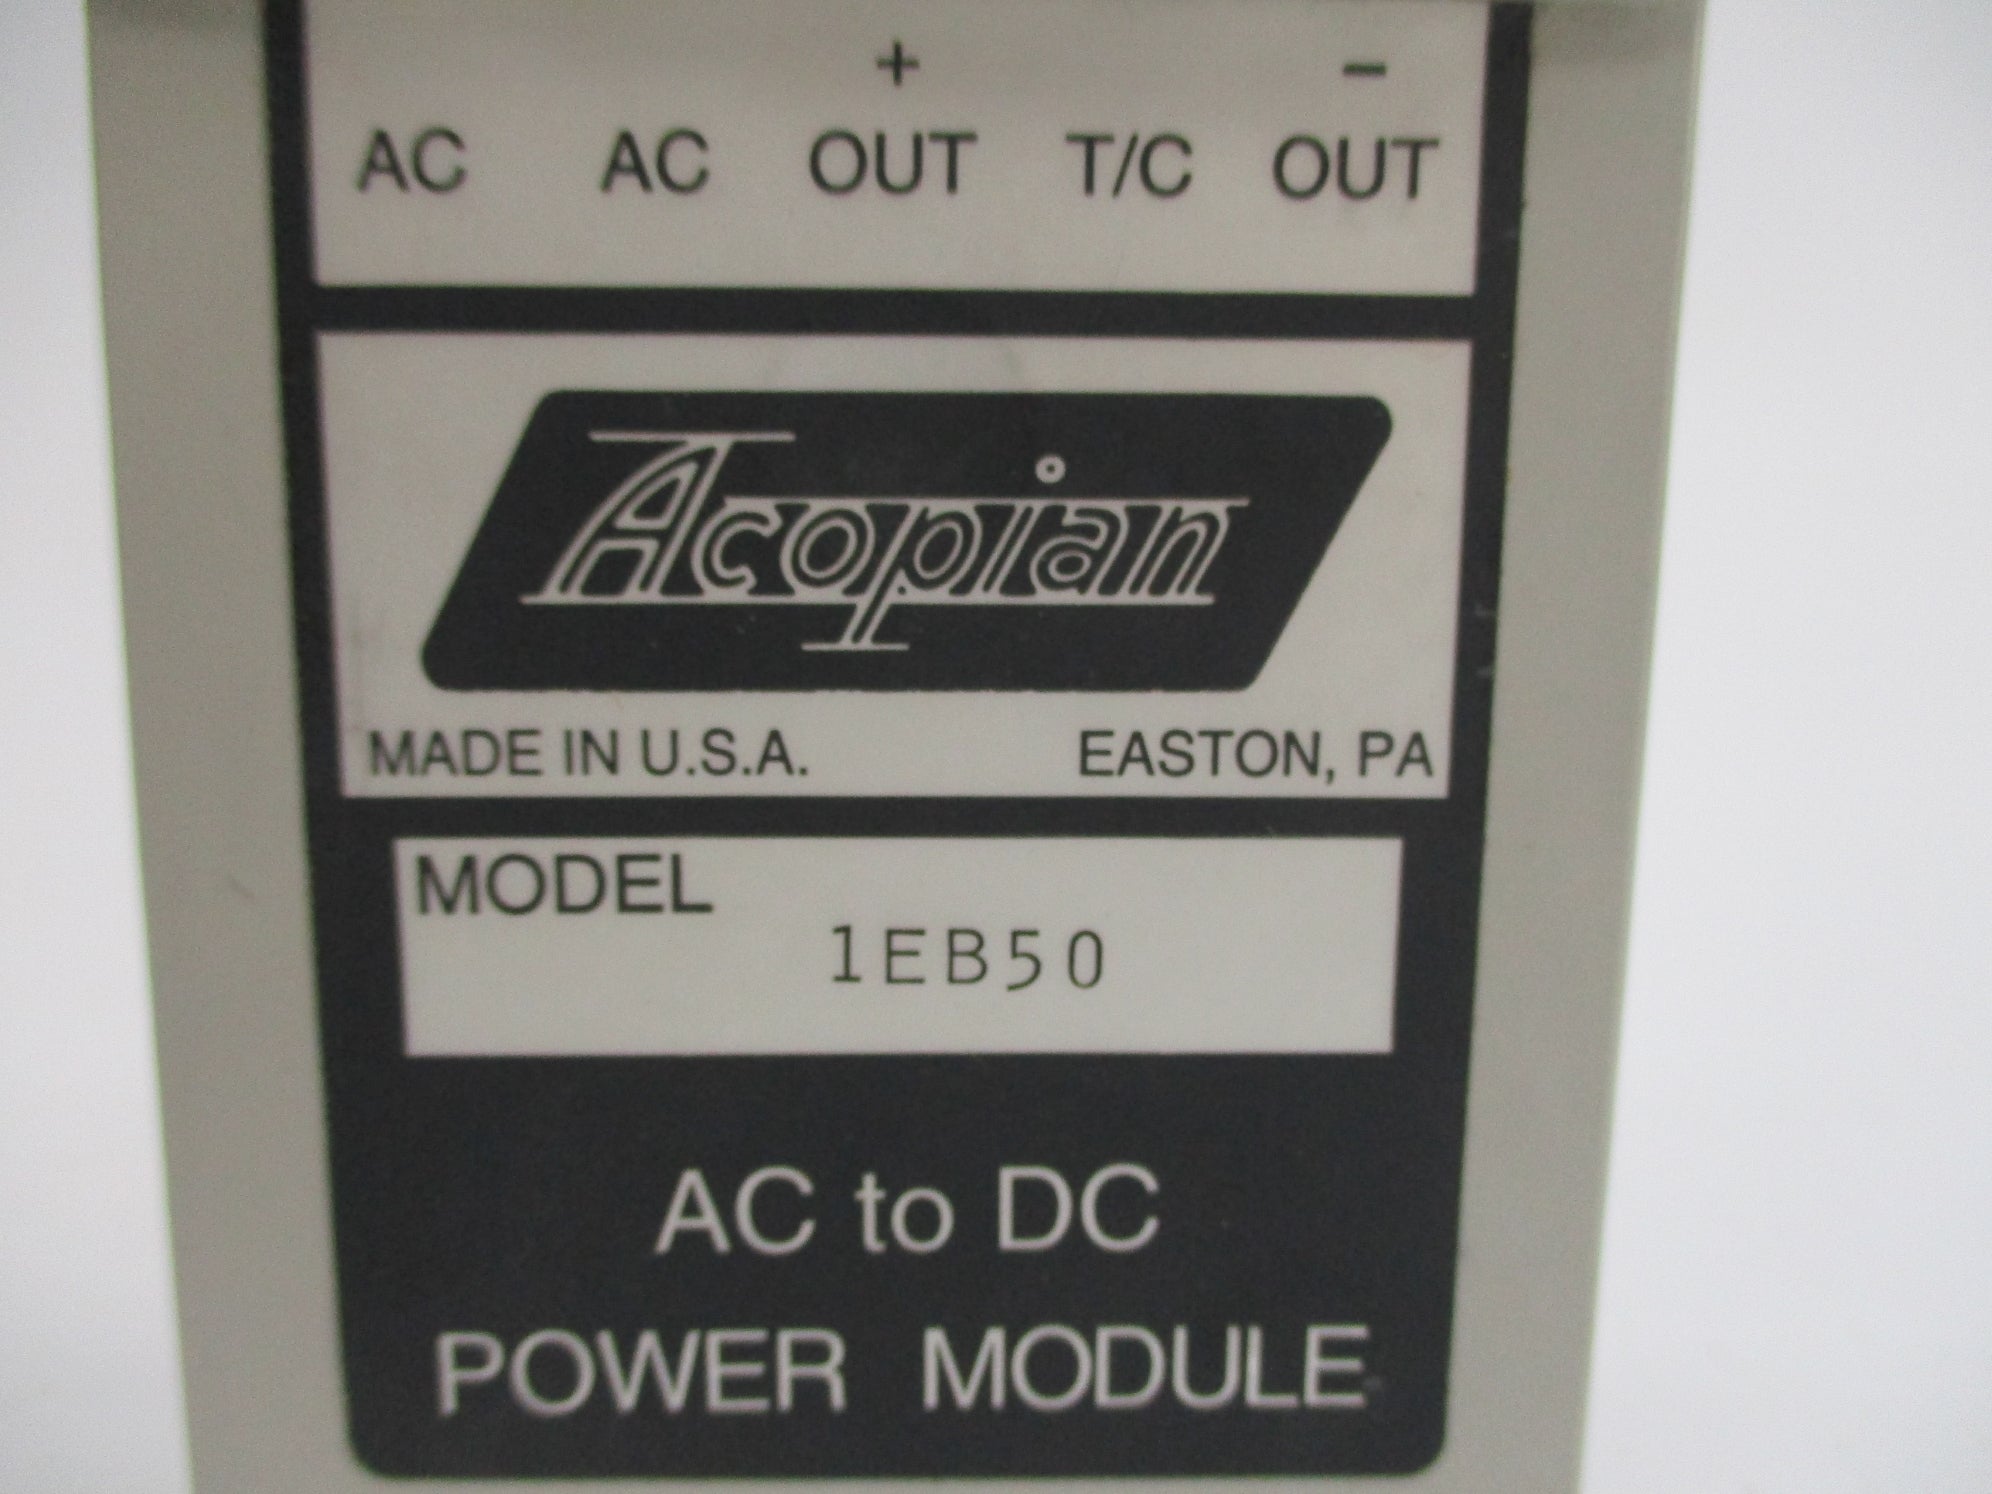 + −
AC AC OUT T/C OUT
Acopian
MADE IN U.S.A. EASTON, PA
MODEL
1EB50
AC to DC
POWER MODULE